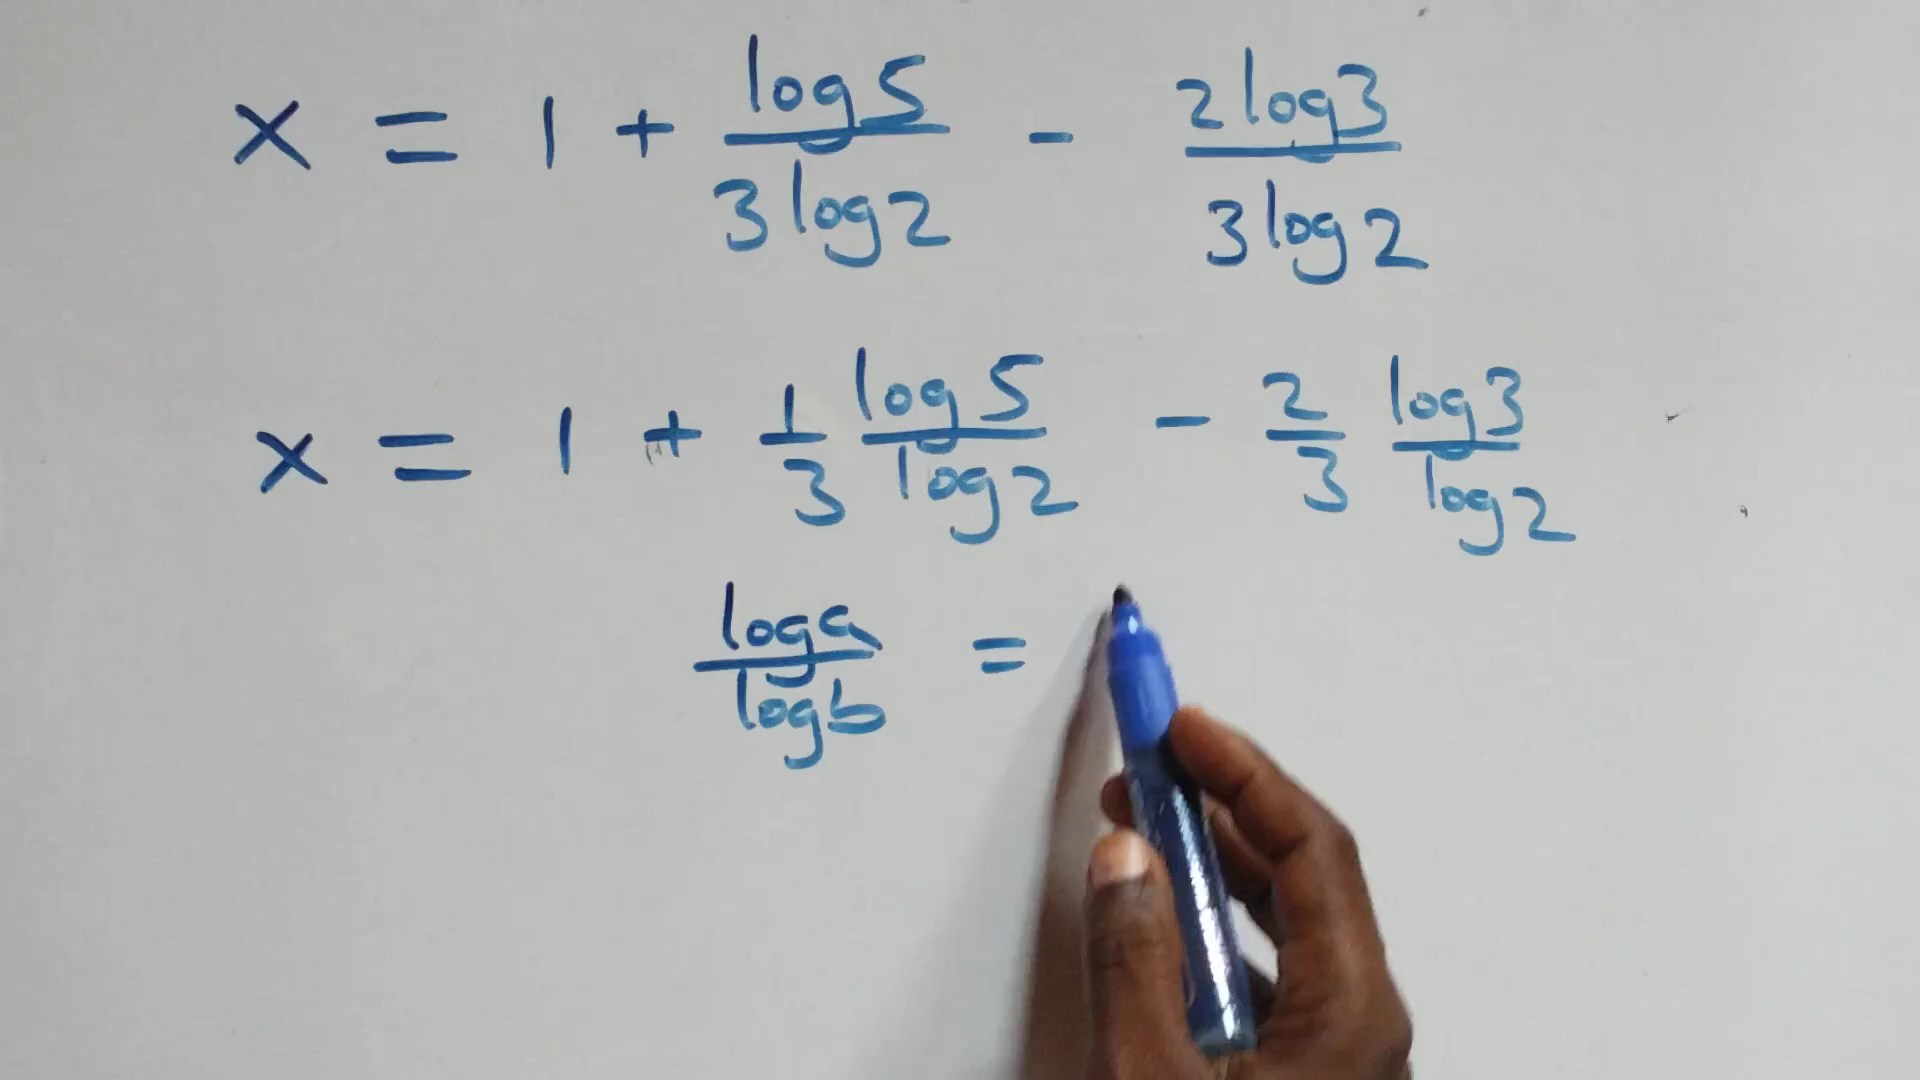 x = 1 + log5/3log2 - 2log3/3log2
x = 1 + 1/3 log5/log2 - 2/3 log3/log2
loga/logb =